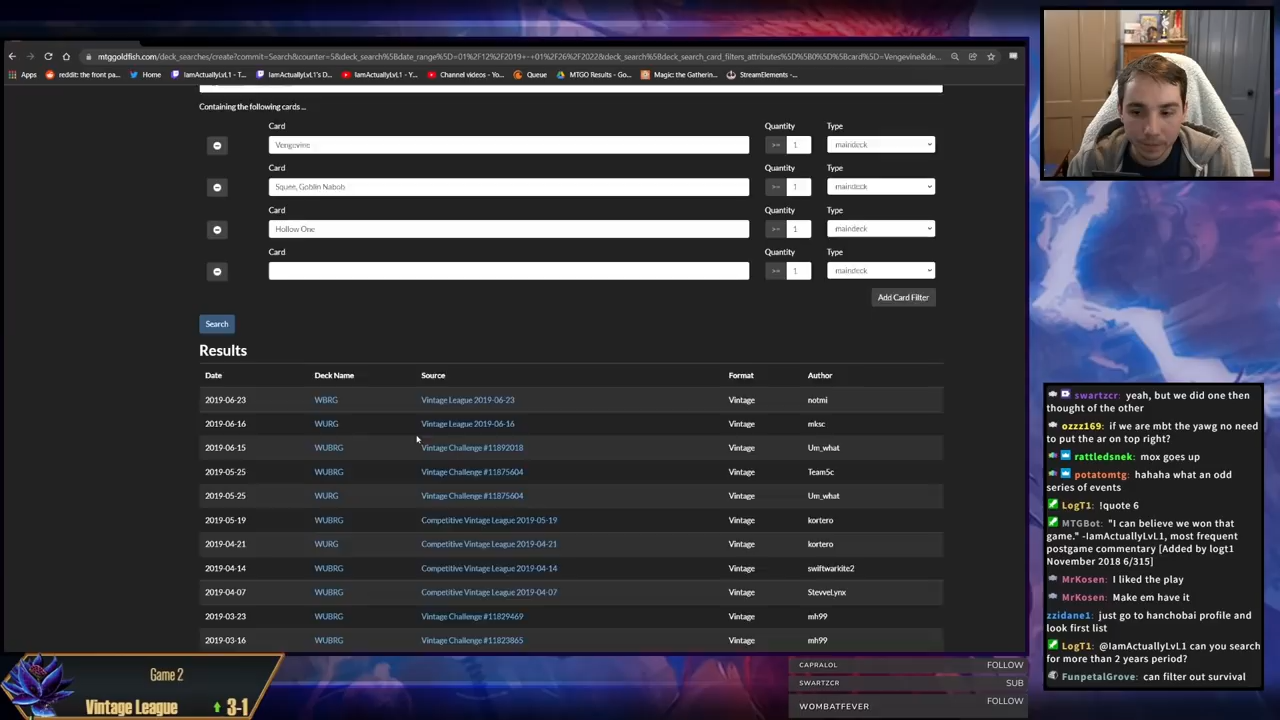 mtggoldfish.com/deck_searches/create?commit=Search&counter=5&deck_search%5Bdate_range%5D=01%2F12%2F2019+-+01%2F26%2F2022&deck_search%5Bdeck_search_card_filters_attributes%5D%5B0%5D%5Bcard%5D=Vengevine&de...
Apps
reddit: the front pa...
Home
IamActuallyLvL1 - T...
IamActuallyLvL1's D...
IamActuallyLvL1 - Y...
Channel videos - Yo...
Queue
MTGO Results - Go...
Magic: the Gatherin...
StreamElements -...
Containing the following cards ...
Card Quantity Type
Vengevine >= 1 maindeck
Card Quantity Type
Squee, Goblin Nabob >= 1 maindeck
Card Quantity Type
Hollow One >= 1 maindeck
Card Quantity Type
>= 1 maindeck
Add Card Filter
Search
Results
Date Deck Name Source Format Author
2019-06-23 WBRG Vintage League 2019-06-23 Vintage notmi
2019-06-16 WURG Vintage League 2019-06-16 Vintage mksc
2019-06-15 WUBRG Vintage Challenge #11892018 Vintage Um_what
2019-05-25 WUBRG Vintage Challenge #11875604 Vintage Team5c
2019-05-25 WURG Vintage Challenge #11875604 Vintage Um_what
2019-05-19 WUBRG Competitive Vintage League 2019-05-19 Vintage kortero
2019-04-21 WURG Competitive Vintage League 2019-04-21 Vintage kortero
2019-04-14 WUBRG Competitive Vintage League 2019-04-14 Vintage swiftwarkite2
2019-04-07 WUBRG Competitive Vintage League 2019-04-07 Vintage StevveLynx
2019-03-23 WUBRG Vintage Challenge #11829469 Vintage mh99
2019-03-16 WUBRG Vintage Challenge #11823865 Vintage mh99
swartzcr: yeah, but we did one then
thought of the other
ozzz169: if we are mbt the yawg no need
to put the ar on top right?
rattledsnek: mox goes up
potatomtg: hahaha what an odd
series of events
LogT1: !quote 6
MTGBot: "I can believe we won that
game." -IamActuallyLvL1, most frequent
postgame commentary [Added by logt1
November 2018 6/315]
MrKosen: I liked the play
MrKosen: Make em have it
zzidane1: just go to hanchobai profile and
look first list
LogT1: @IamActuallyLvL1 can you search
for more than 2 years period?
FunpetalGrove: can filter out survival
Game 2
Vintage League 3-1
CAPRALOL FOLLOW
SWARTZCR SUB
WOMBATFEVER FOLLOW